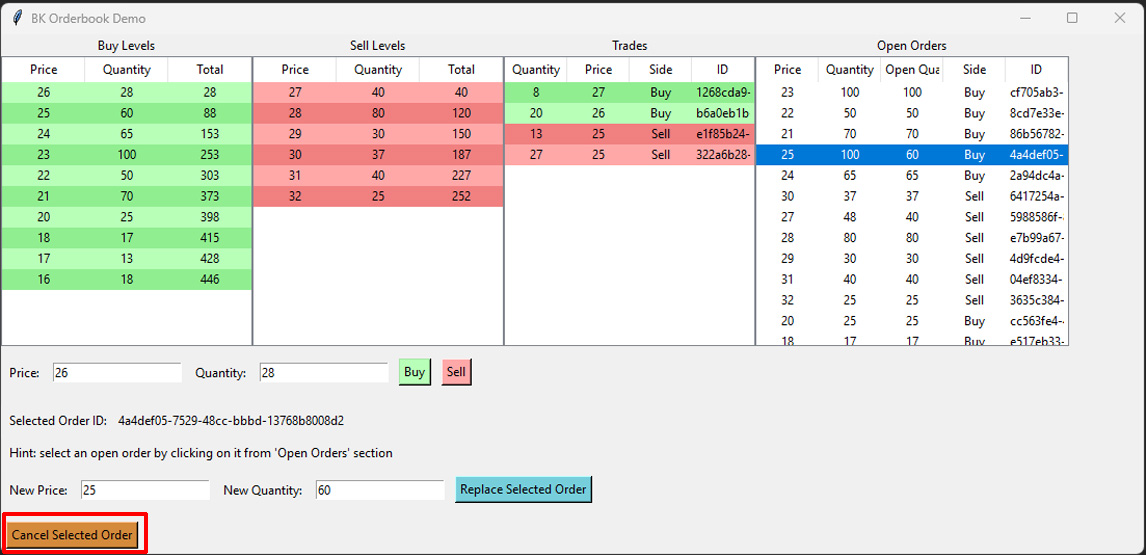 BK Orderbook Demo
Buy Levels Sell Levels Trades Open Orders
Price Quantity Total Price Quantity Total Quantity Price Side ID Price Quantity Open Qua Side ID
26 28 28 27 40 40 8 27 Buy 1268cda9- 23 100 100 Buy cf705ab3-
25 60 88 28 80 120 20 26 Buy b6a0eb1b 22 50 50 Buy 8cd7e33e-
24 65 153 29 30 150 13 25 Sell e1f85b24- 21 70 70 Buy 86b56782-
23 100 253 30 37 187 27 25 Sell 322a6b28- 25 100 60 Buy 4a4def05-
22 50 303 31 40 227 24 65 65 Buy 2a94dc4a-
21 70 373 32 25 252 30 37 37 Sell 6417254a-
20 25 398 27 48 40 Sell 5988586f-
18 17 415 28 80 80 Sell e7b99a67-
17 13 428 29 30 30 Sell 4d9fcde4-
16 18 446 31 40 40 Sell 04ef8334-
32 25 25 Sell 3635c384-
20 25 25 Buy cc563fe4-
18 17 17 Buy e517eb33-
Price: 26 Quantity: 28 Buy Sell
Selected Order ID: 4a4def05-7529-48cc-bbbd-13768b8008d2
Hint: select an open order by clicking on it from 'Open Orders' section
New Price: 25 New Quantity: 60 Replace Selected Order
Cancel Selected Order